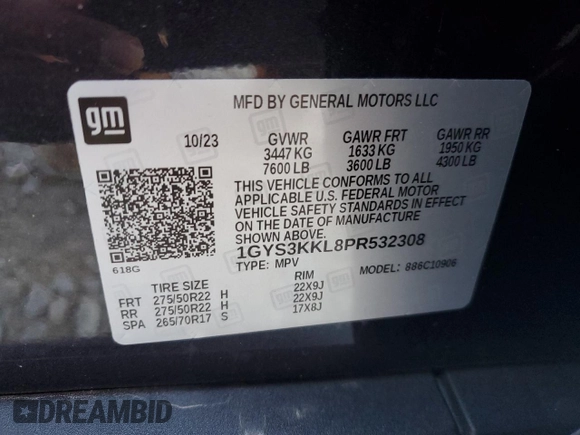 gm
MFD BY GENERAL MOTORS LLC
10/23 GVWR GAWR FRT GAWR RR
3447 KG 1633 KG 1950 KG
7600 LB 3600 LB 4300 LB
THIS VEHICLE CONFORMS TO ALL
APPLICABLE U.S. FEDERAL MOTOR
VEHICLE SAFETY STANDARDS IN EFFECT
ON THE DATE OF MANUFACTURE
SHOWN ABOVE.
1GYS3KKL8PR532308
TYPE: MPV MODEL: 886C10906
618G
TIRE SIZE RIM
FRT 275/50R22 H 22X9J
RR 275/50R22 H 22X9J
SPA 265/70R17 S 17X8J
DREAMBID